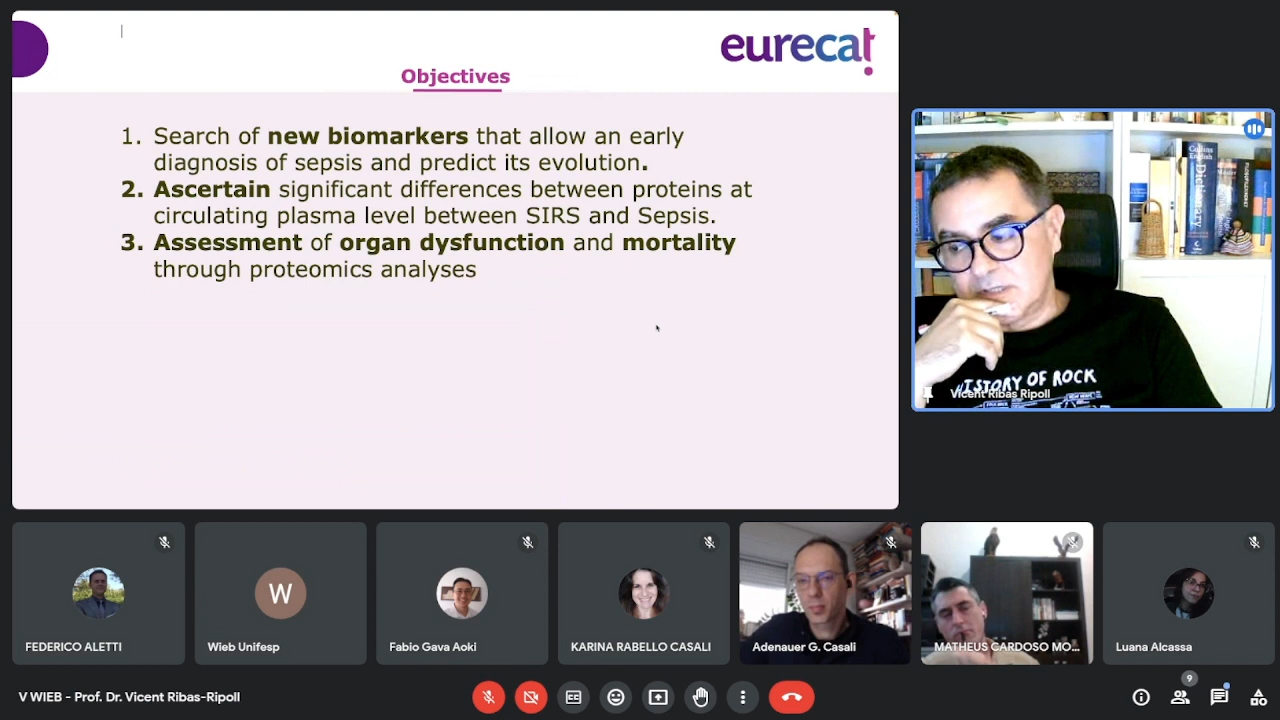 eurecat
Objectives
1. Search of new biomarkers that allow an early
diagnosis of sepsis and predict its evolution.
2. Ascertain significant differences between proteins at
circulating plasma level between SIRS and Sepsis.
3. Assessment of organ dysfunction and mortality
through proteomics analyses
Collins
English
Dictionary
HISTORY OF ROCK
Vicent Ribas Ripoll
FEDERICO ALETTI
W
Wieb Unifesp
Fabio Gava Aoki
KARINA RABELLO CASALI
Adenauer G. Casali
MATHEUS CARDOSO MO...
Luana Alcassa
V WIEB - Prof. Dr. Vicent Ribas-Ripoll
9